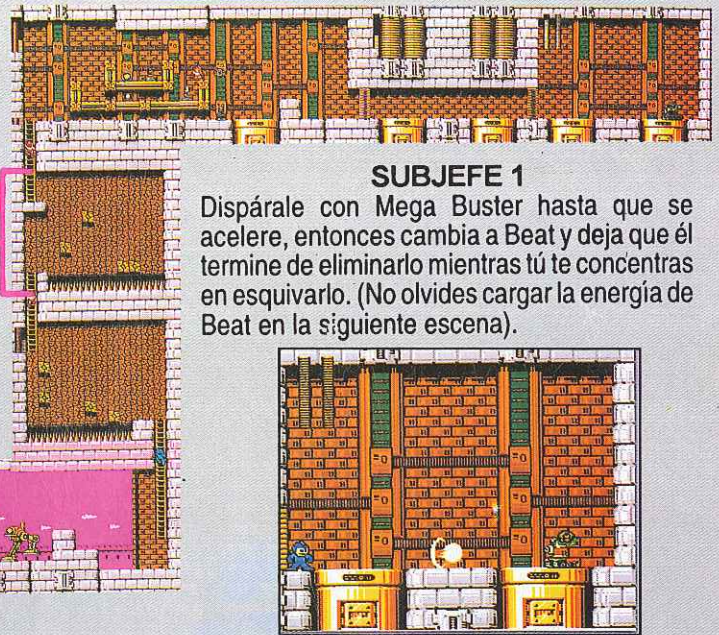 SUBJEFE 1
Dispárale con Mega Buster hasta que se
acelere, entonces cambia a Beat y deja que él
termine de eliminarlo mientras tú te concentras
en esquivarlo. (No olvides cargar la energía de
Beat en la siguiente escena).